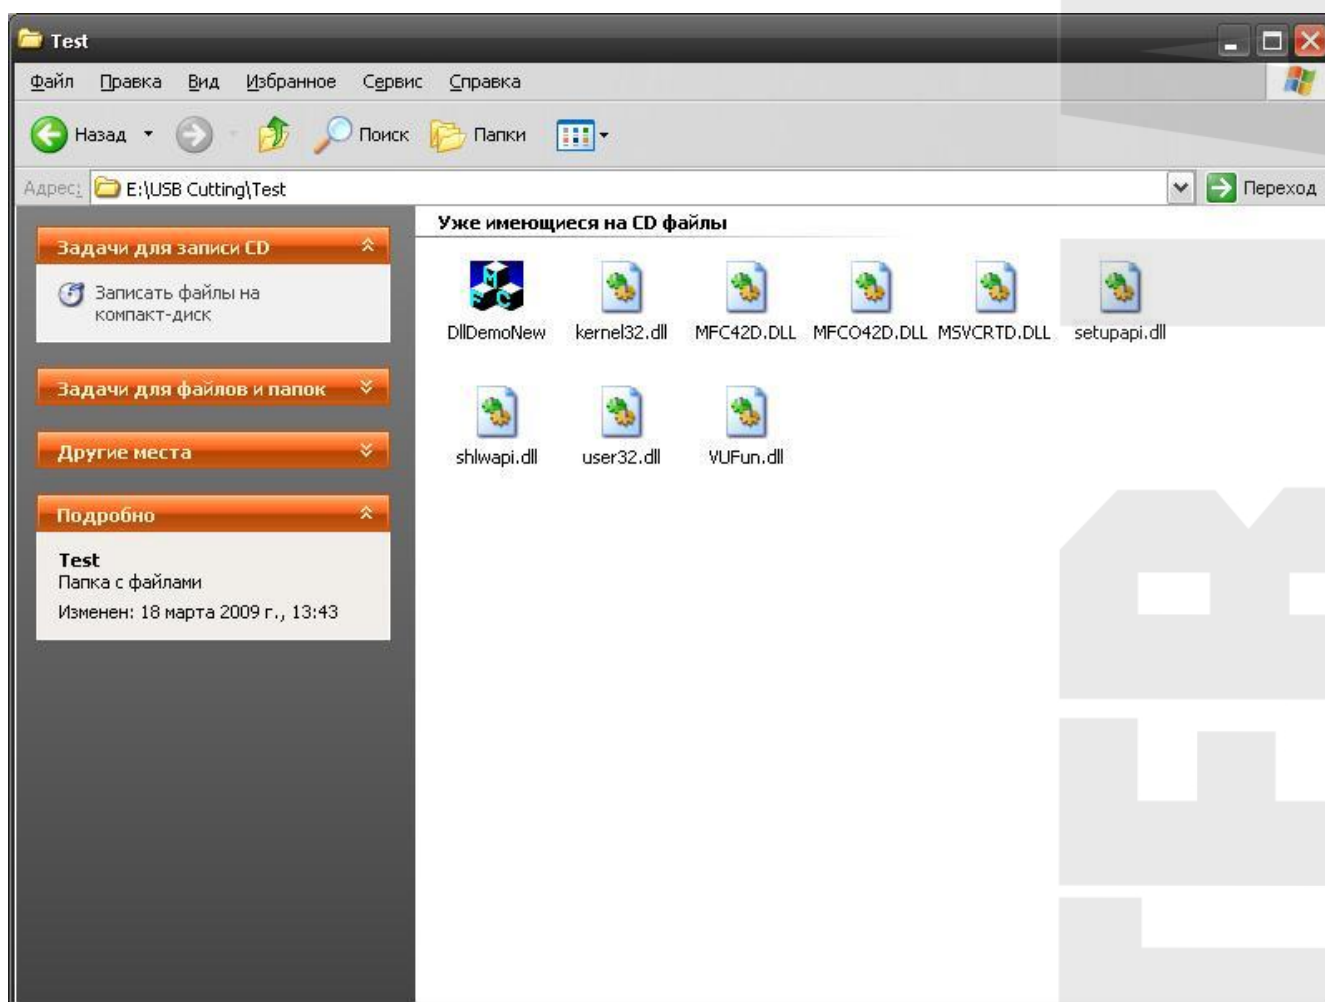 Test
Файл Правка Вид Избранное Сервис Справка
Назад Поиск Папки
Адрес: E:\USB Cutting\Test Переход
Задачи для записи CD
Записать файлы на
компакт-диск
Задачи для файлов и папок
Другие места
Подробно
Test
Папка с файлами
Изменен: 18 марта 2009 г., 13:43
Уже имеющиеся на CD файлы
DllDemoNew kernel32.dll MFC42D.DLL MFCO42D.DLL MSVCRTD.DLL setupapi.dll
shlwapi.dll user32.dll VUFun.dll